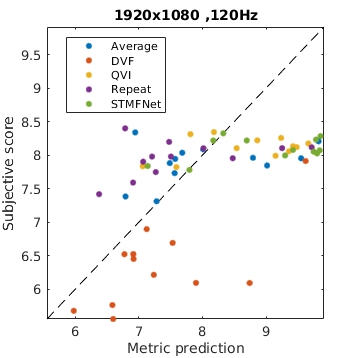 1920x1080 ,120Hz
Average
DVF
QVI
Repeat
STMFNet
Subjective score
9.5
9
8.5
8
7.5
7
6.5
6
6
7
8
9
Metric prediction